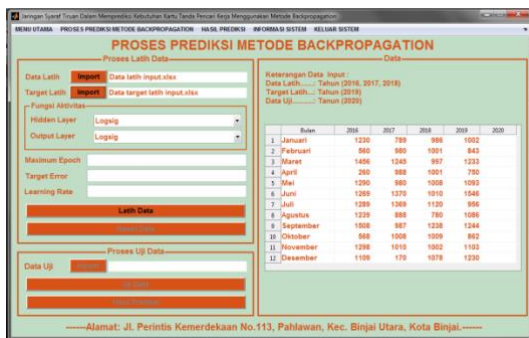 Jaringan Syaraf Tiruan Dalam Memprediksi Kebutuhan Kartu Tanda Pencari Kerja Menggunakan Metode Backpropagation
MENU UTAMA PROSES PREDIKSI METODE BACKPROPAGATION HASIL PREDIKSI INFORMASI SISTEM KELUAR SISTEM
PROSES PREDIKSI METODE BACKPROPAGATION
Proses Latih Data
Data Latih Import Data latih input.xlsx
Target Latih Import Data target latih input.xlsx
Fungsi Aktivitas
Hidden Layer Logsig
Output Layer Logsig
Maximum Epoch
Target Error
Learning Rate
Latih Data
Proses Uji Data
Data Uji
Data
Keterangan Data Input :
Data Latih......: Tahun (2016, 2017, 2018)
Target Latih...: Tahun (2019)
Data Uji..........: Tanun (2020)
Bulan 2016 2017 2018 2019 2020
1 Januari 1230 789 986 1002
2 Februari 560 980 1001 843
3 Maret 1456 1245 997 1233
4 April 260 988 1001 750
5 Mei 1290 980 1008 1093
6 Juni 1269 1370 1010 1546
7 Juli 1289 1369 1120 956
8 Agustus 1239 888 780 1086
9 September 1508 987 1238 1244
10 Oktober 568 1008 1009 862
11 November 1298 1010 1002 1103
12 Desember 1109 170 1078 1230
------Alamat: Jl. Perintis Kemerdekaan No.113, Pahlawan, Kec. Binjai Utara, Kota Binjai.------